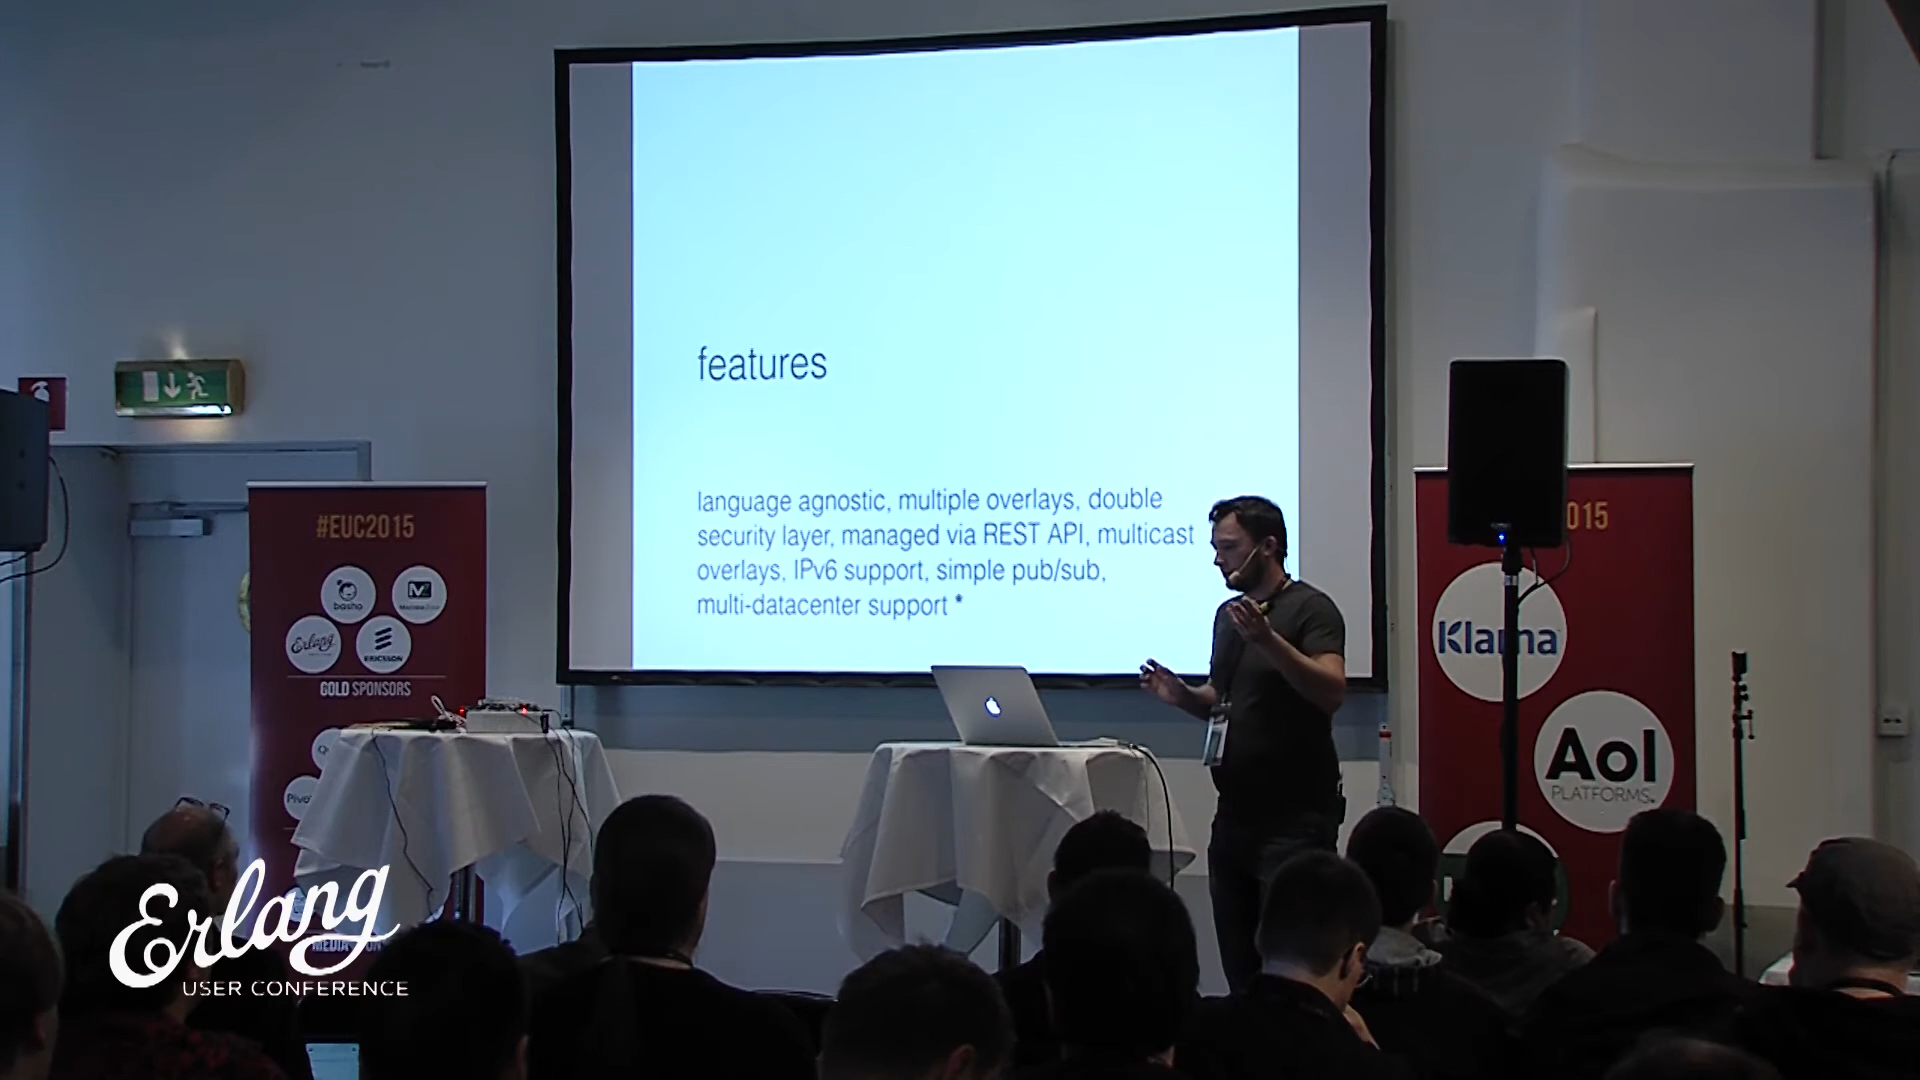 features
language agnostic, multiple overlays, double
security layer, managed via REST API, multicast
overlays, IPv6 support, simple pub/sub,
multi-datacenter support *
#EUC2015
basho
Erlang
ERICSSON
GOLD SPONSORS
015
Klarna
Aol
PLATFORMS.
Erlang
USER CONFERENCE